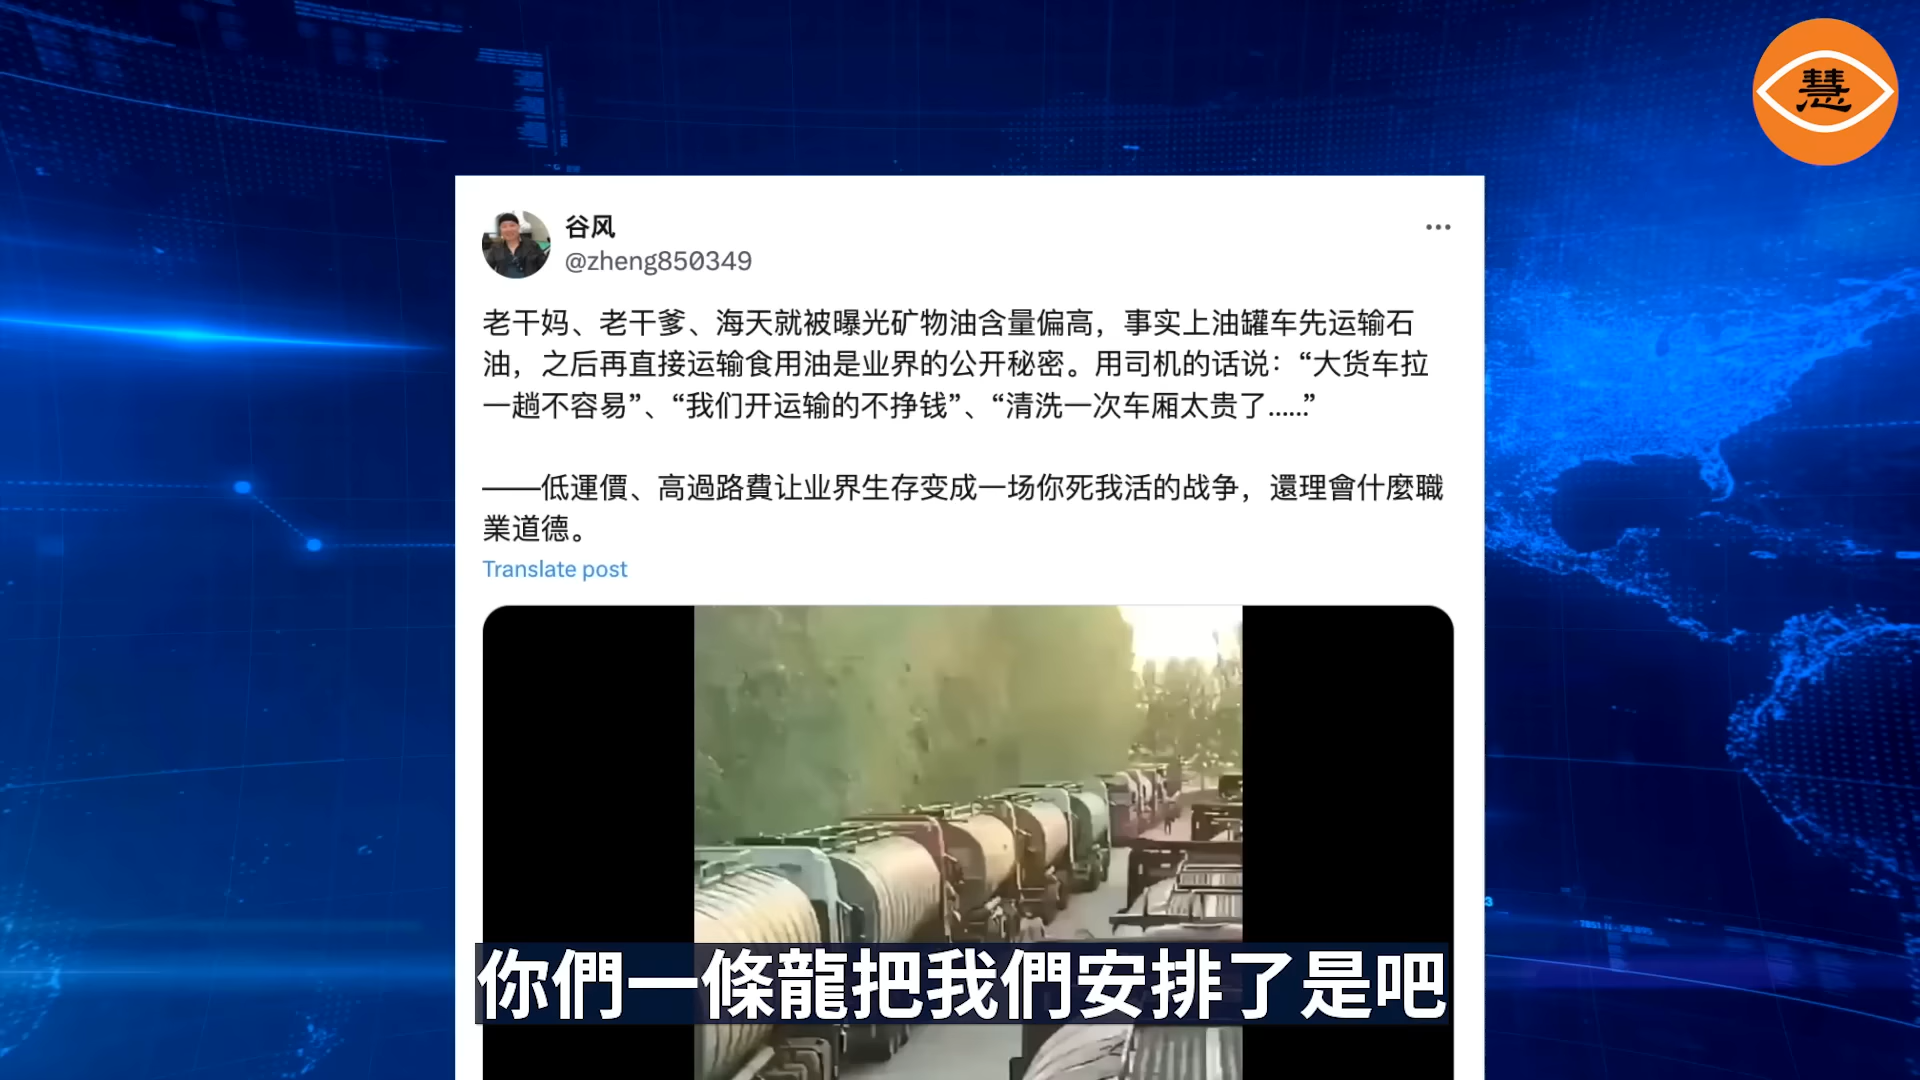 慧
谷风
@zheng850349
老干妈、老干爹、海天就被曝光矿物油含量偏高，事实上油罐车先运输石
油，之后再直接运输食用油是业界的公开秘密。用司机的话说：“大货车拉
一趟不容易”、“我们开运输的不挣钱”、“清洗一次车厢太贵了......”
——低運價、高過路費让业界生存变成一场你死我活的战争，還理會什麼職
業道德。
Translate post
你們一條龍把我們安排了是吧